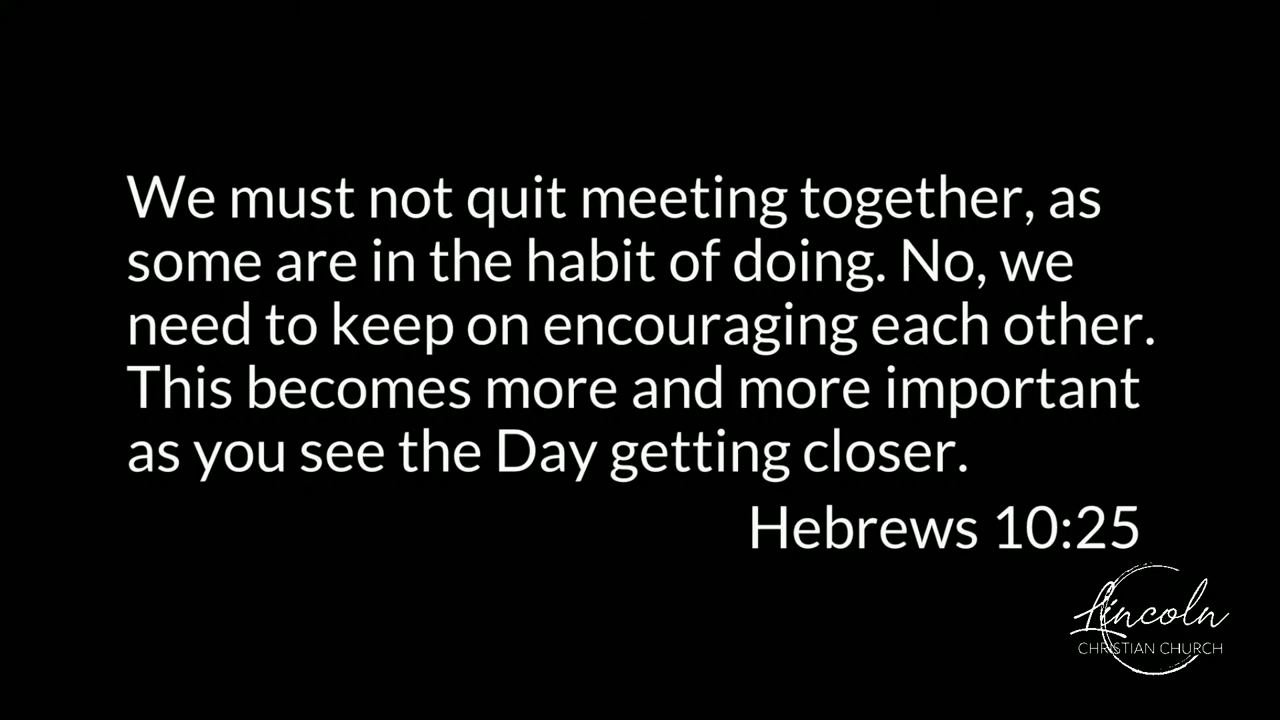 We must not quit meeting together, as
some are in the habit of doing. No, we
need to keep on encouraging each other.
This becomes more and more important
as you see the Day getting closer.
Hebrews 10:25
Lincoln
CHRISTIAN CHURCH